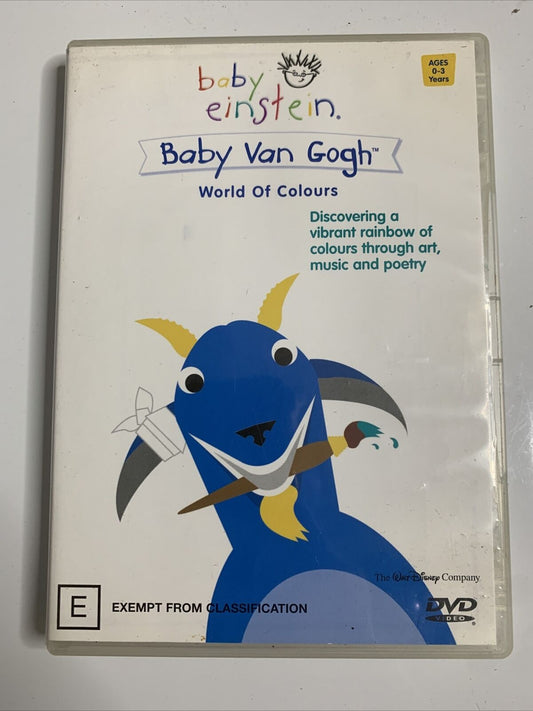 baby
einstein.
AGES
0-3
Years
Baby Van Gogh™
World Of Colours
Discovering a
vibrant rainbow of
colours through art,
music and poetry
The Walt Disney Company
E EXEMPT FROM CLASSIFICATION
DVD
VIDEO